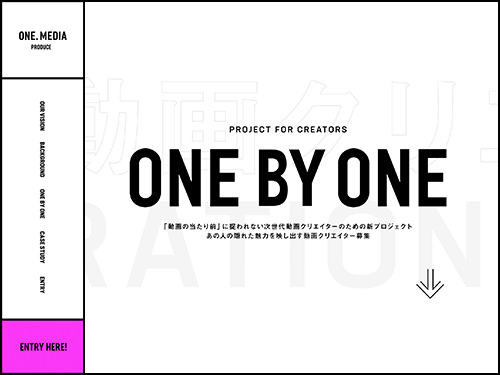 ONE. MEDIA
PRODUCE
OUR VISION
BACKGROUND
ONE BY ONE
CASE STUDY
ENTRY
ENTRY HERE!
動画クリエ
PROJECT FOR CREATORS
ONE BY ONE
「動画の当たり前」に捉われない次世代動画クリエイターのための新プロジェクト
あの人の隠れた魅力を映し出す動画クリエイター募集
RATION